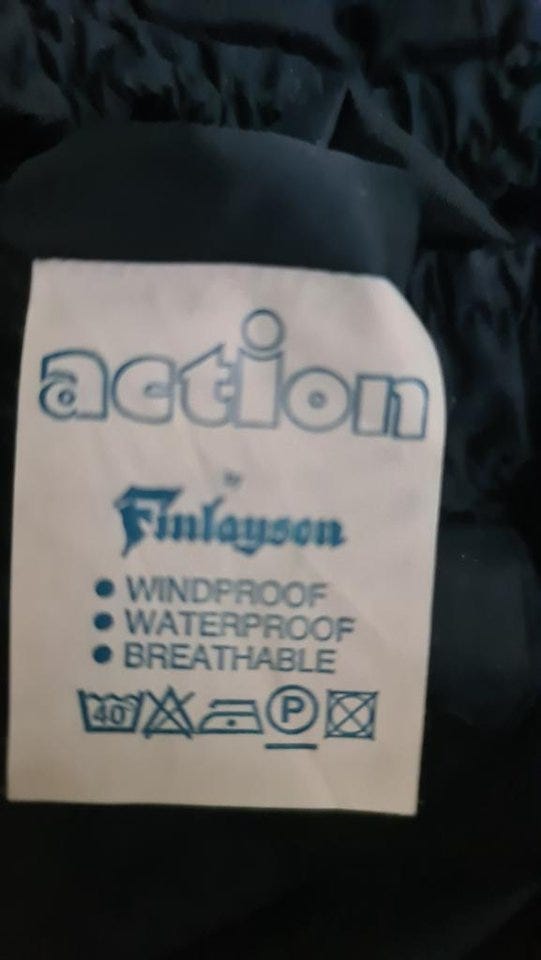 action
by
Finlayson
• WINDPROOF
• WATERPROOF
• BREATHABLE
40 P